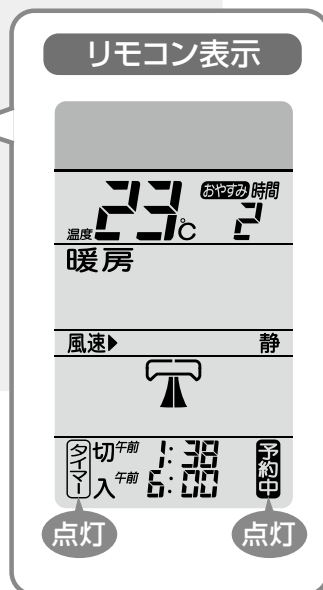 リモコン表示
温度 23℃ おやすみ 時間 2
暖房
風速▶ 静
タイマー 切 午前 1:38 予約中
入 午前 6:00
点灯 点灯